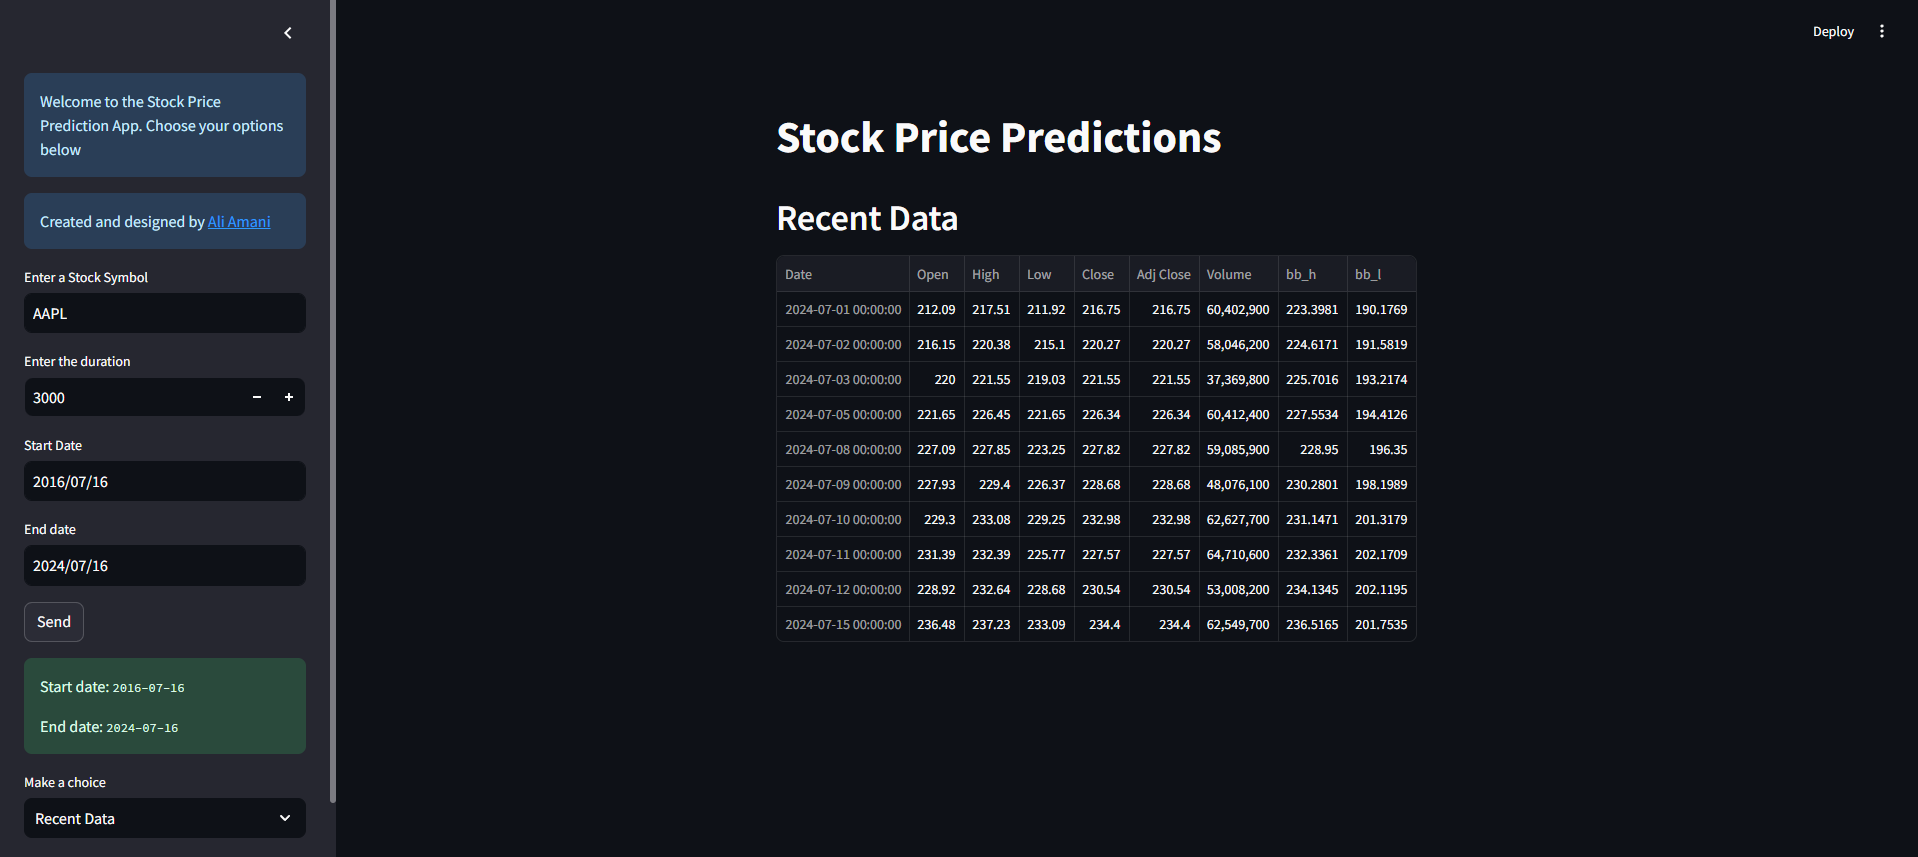 Deploy
Welcome to the Stock Price
Prediction App. Choose your options
below
Created and designed by Ali Amani
Enter a Stock Symbol
AAPL
Enter the duration
3000
Start Date
2016/07/16
End date
2024/07/16
Send
Start date: 2016-07-16
End date: 2024-07-16
Make a choice
Recent Data
Stock Price Predictions
Recent Data
Date Open High Low Close Adj Close Volume bb_h bb_l
2024-07-01 00:00:00 212.09 217.51 211.92 216.75 216.75 60,402,900 223.3981 190.1769
2024-07-02 00:00:00 216.15 220.38 215.1 220.27 220.27 58,046,200 224.6171 191.5819
2024-07-03 00:00:00 220 221.55 219.03 221.55 221.55 37,369,800 225.7016 193.2174
2024-07-05 00:00:00 221.65 226.45 221.65 226.34 226.34 60,412,400 227.5534 194.4126
2024-07-08 00:00:00 227.09 227.85 223.25 227.82 227.82 59,085,900 228.95 196.35
2024-07-09 00:00:00 227.93 229.4 226.37 228.68 228.68 48,076,100 230.2801 198.1989
2024-07-10 00:00:00 229.3 233.08 229.25 232.98 232.98 62,627,700 231.1471 201.3179
2024-07-11 00:00:00 231.39 232.39 225.77 227.57 227.57 64,710,600 232.3361 202.1709
2024-07-12 00:00:00 228.92 232.64 228.68 230.54 230.54 53,008,200 234.1345 202.1195
2024-07-15 00:00:00 236.48 237.23 233.09 234.4 234.4 62,549,700 236.5165 201.7535